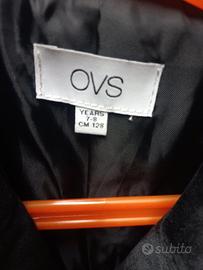 OVS
YEARS
7-8
CM 128
subito